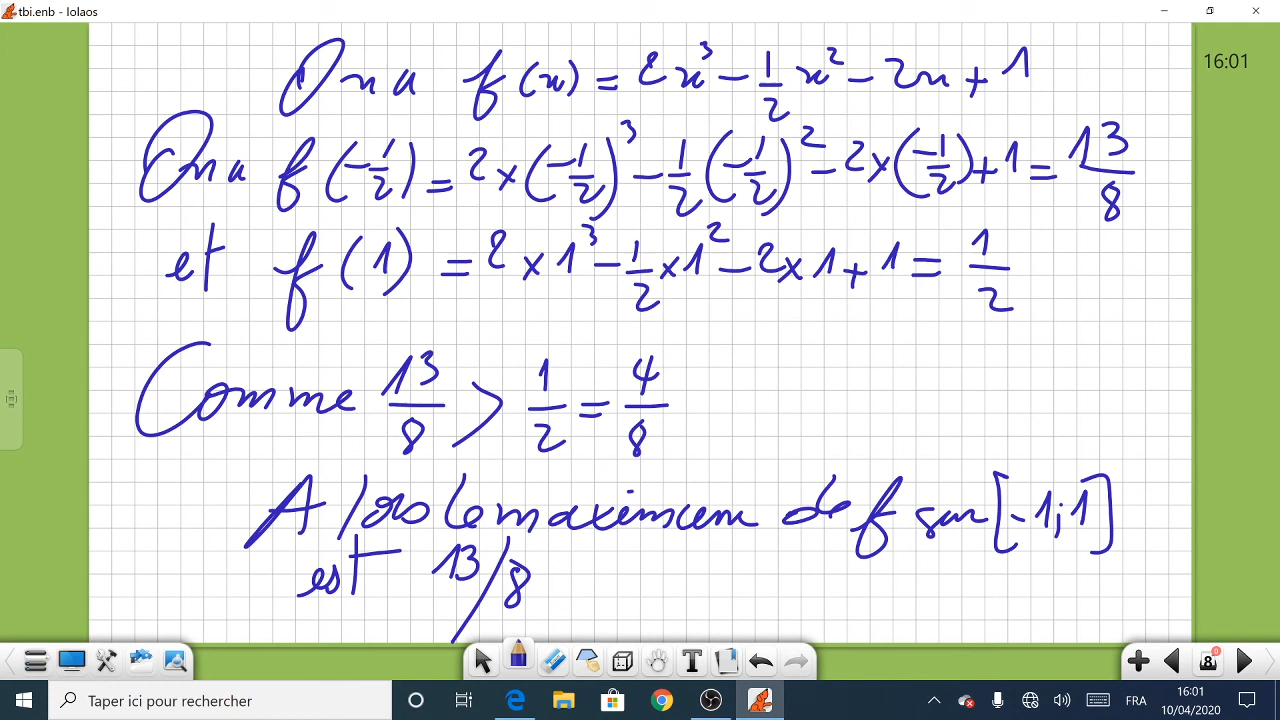 tbi.enb - Iolaos
16:01
On a f(x) = 2x³ - 1/2 x² - 2x + 1
On a f(-1/2) = 2 × (-1/2)³ - 1/2 (-1/2)² - 2 × (-1/2) + 1 = 13/8
et f(1) = 2 × 1³ - 1/2 × 1² - 2 × 1 + 1 = 1/2
Comme 13/8 > 1/2 = 4/8
Alors le maximum de f sur [-1;1]
est 13/8
8
0
Taper ici pour rechercher
FRA
16:01
10/04/2020